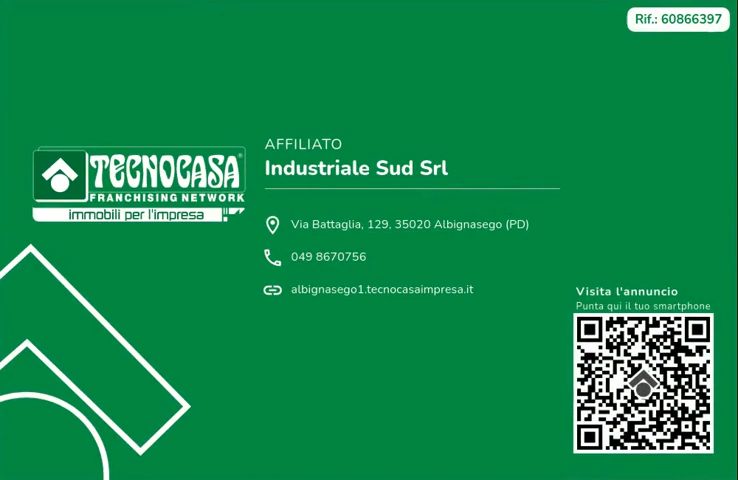 Rif.: 60866397
TECNOCASA®
FRANCHISING NETWORK
immobili per l'impresa
AFFILIATO
Industriale Sud Srl
Via Battaglia, 129, 35020 Albignasego (PD)
049 8670756
albignasego1.tecnocasaimpresa.it
Visita l'annuncio
Punta qui il tuo smartphone